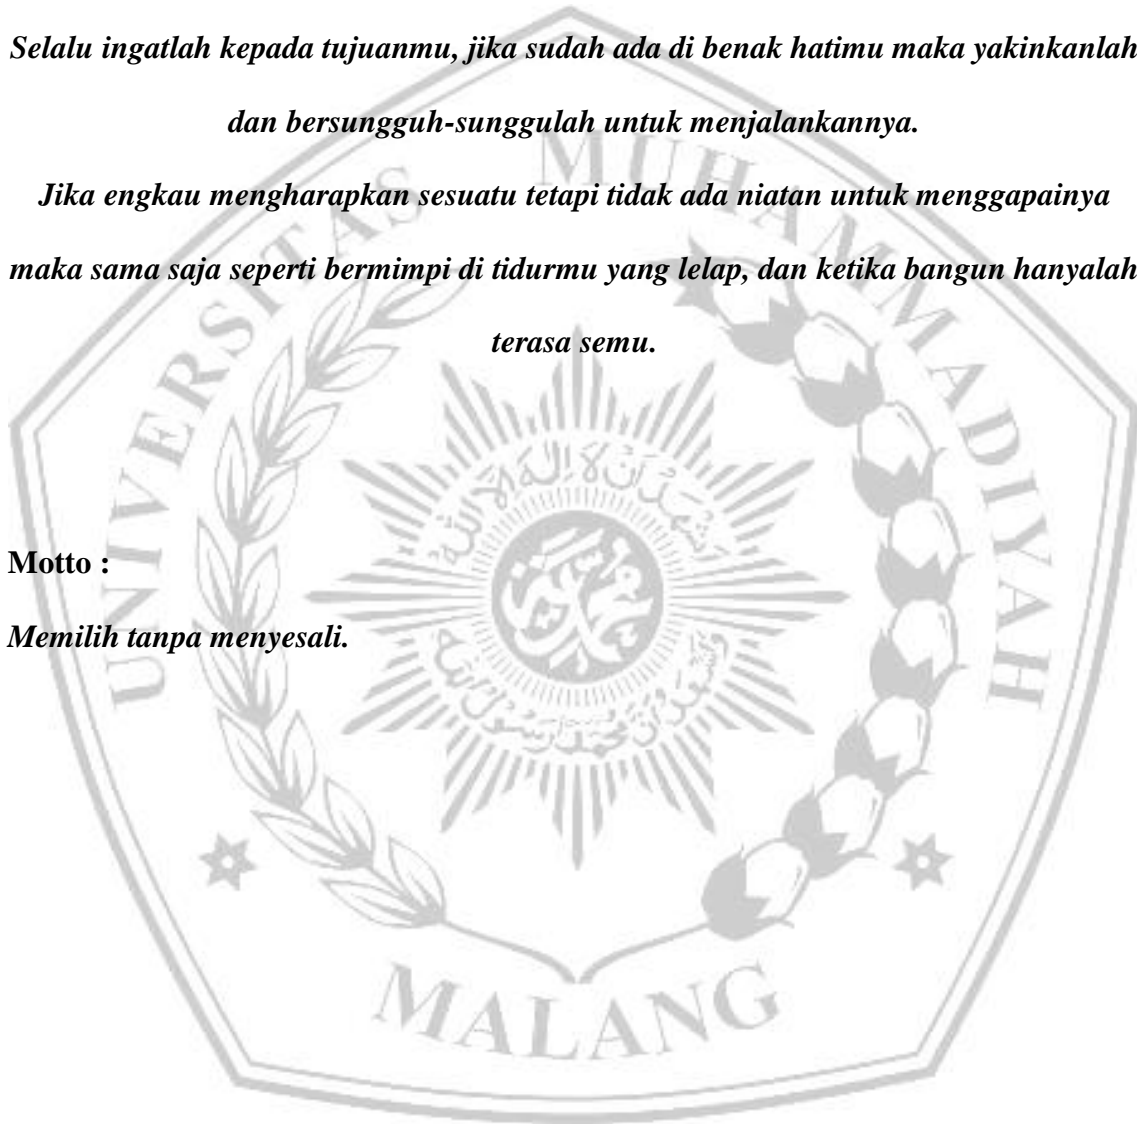 Selalu ingatlah kepada tujuanmu, jika sudah ada di benak hatimu maka yakinkanlah
dan bersungguh-sunggulah untuk menjalankannya.
Jika engkau mengharapkan sesuatu tetapi tidak ada niatan untuk menggapainya
maka sama saja seperti bermimpi di tidurmu yang lelap, dan ketika bangun hanyalah
terasa semu.
Motto :
Memilih tanpa menyesali.
UNIVERSITAS MUHAMMADIYAH
MALANG